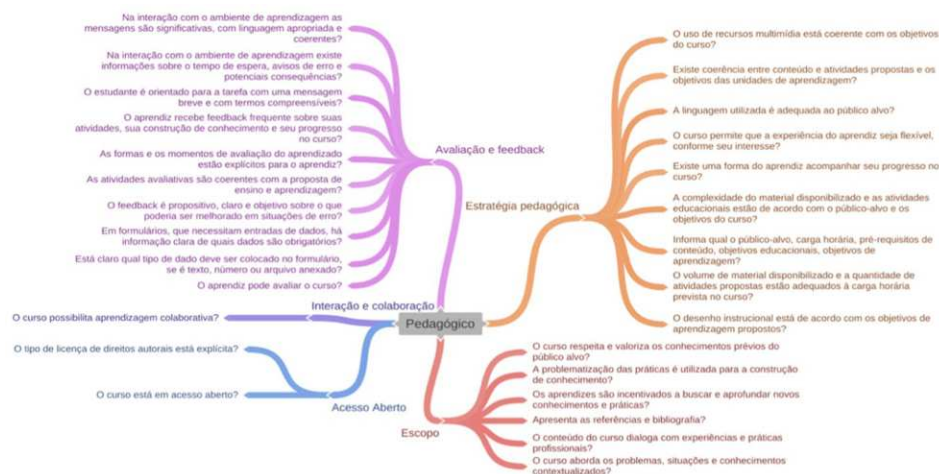 Na interação com o ambiente de aprendizagem as
mensagens são significativas, com linguagem apropriada e
coerentes?
Na interação com o ambiente de aprendizagem existe
informações sobre o tempo de espera, avisos de erro e
potenciais consequências?
O estudante é orientado para a tarefa com uma mensagem
breve e com termos compreensíveis?
O aprendiz recebe feedback frequente sobre suas
atividades, sua construção de conhecimento e seu progresso
no curso?
As formas e os momentos de avaliação do aprendizado
estão explícitos para o aprendiz?
As atividades avaliativas são coerentes com a proposta de
ensino e aprendizagem?
O feedback é propositivo, claro e objetivo sobre o que
poderia ser melhorado em situações de erro?
Em formulários, que necessitam entradas de dados, há
informação clara de quais dados são obrigatórios?
Está claro qual tipo de dado deve ser colocado no formulário,
se é texto, número ou arquivo anexado?
O aprendiz pode avaliar o curso?
Avaliação e feedback
Interação e colaboração
O curso possibilita aprendizagem colaborativa?
O tipo de licença de direitos autorais está explícita?
O curso está em acesso aberto?
Acesso Aberto
Pedagógico
Estratégia pedagógica
O uso de recursos multimídia está coerente com os objetivos
do curso?
Existe coerência entre conteúdo e atividades propostas e os
objetivos das unidades de aprendizagem?
A linguagem utilizada é adequada ao público alvo?
O curso permite que a experiência do aprendiz seja flexível,
conforme seu interesse?
Existe uma forma do aprendiz acompanhar seu progresso no
curso?
A complexidade do material disponibilizado e as atividades
educacionais estão de acordo com o público-alvo e os
objetivos do curso?
Informa qual o público-alvo, carga horária, pré-requisitos de
conteúdo, objetivos educacionais, objetivos de
aprendizagem?
O volume de material disponibilizado e a quantidade de
atividades propostas estão adequados à carga horária
prevista no curso?
O desenho instrucional está de acordo com os objetivos de
aprendizagem propostos?
Escopo
O curso respeita e valoriza os conhecimentos prévios do
público alvo?
A problematização das práticas é utilizada para a construção
de conhecimento?
Os aprendizes são incentivados a buscar e aprofundar novos
conhecimentos e práticas?
Apresenta as referências e bibliografia?
O conteúdo do curso dialoga com experiências e práticas
profissionais?
O curso aborda os problemas, situações e conhecimentos
contextualizados?